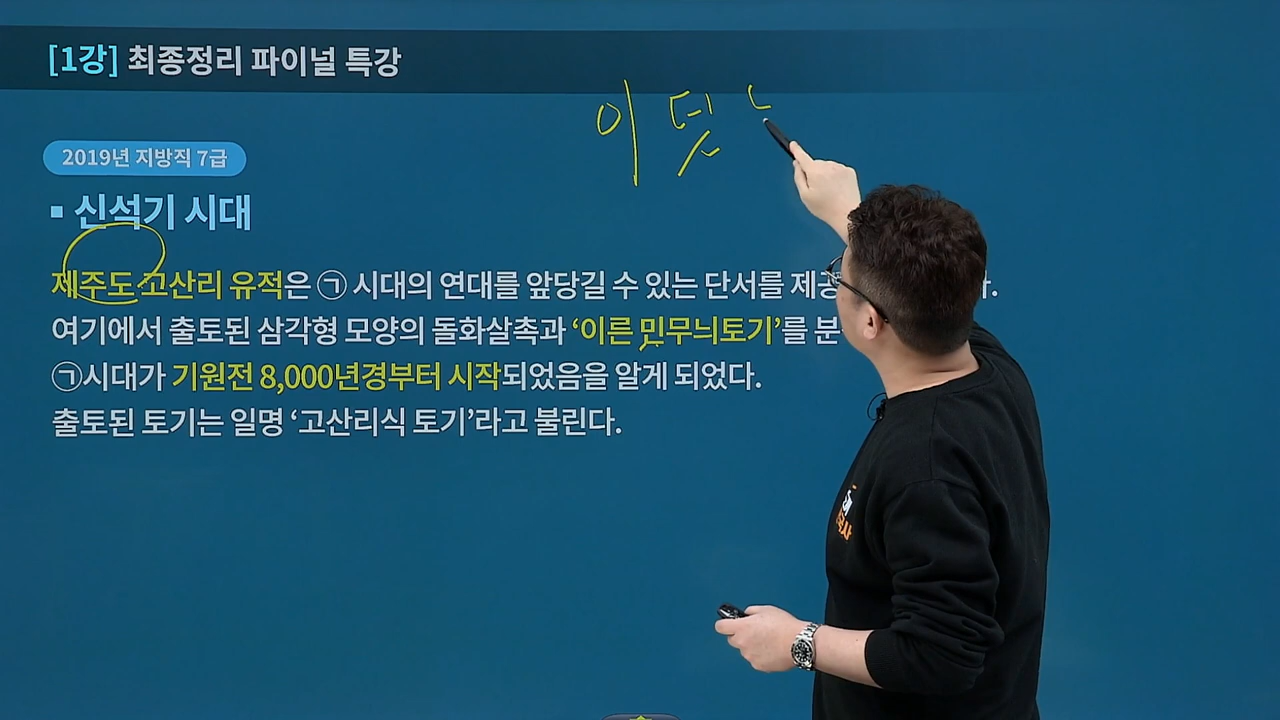 [1강] 최종정리 파이널 특강
이 덧
2019년 지방직 7급
▪ 신석기 시대
제주도 고산리 유적은 ㉠ 시대의 연대를 앞당길 수 있는 단서를 제공
여기에서 출토된 삼각형 모양의 돌화살촉과 ‘이른 민무늬토기’를 분
㉠시대가 기원전 8,000년경부터 시작되었음을 알게 되었다.
출토된 토기는 일명 ‘고산리식 토기’라고 불린다.